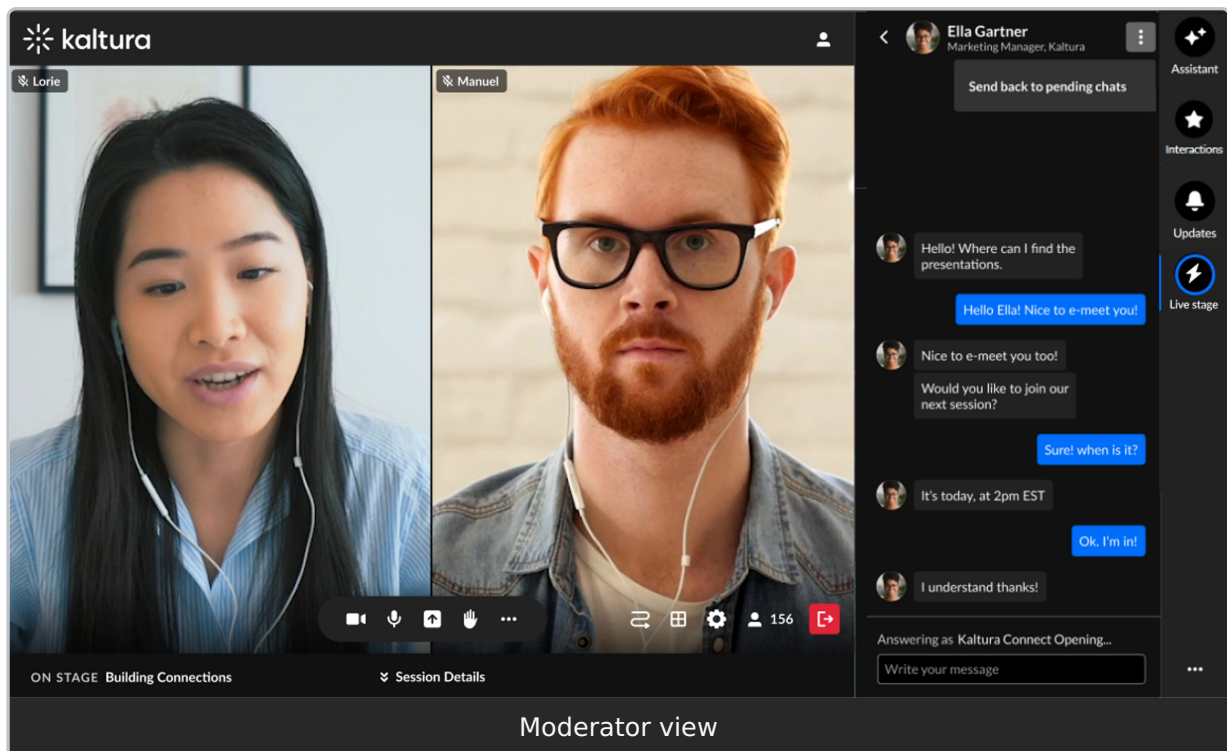 kaltura
Lorie
Manuel
156
ON STAGE Building Connections
Session Details
Ella Gartner
Marketing Manager, Kaltura
Send back to pending chats
Hello! Where can I find the
presentations.
Hello Ella! Nice to e-meet you!
Nice to e-meet you too!
Would you like to join our
next session?
Sure! when is it?
It's today, at 2pm EST
Ok. I'm in!
I understand thanks!
Answering as Kaltura Connect Opening...
Write your message
Assistant
Interactions
Updates
Live stage
Moderator view